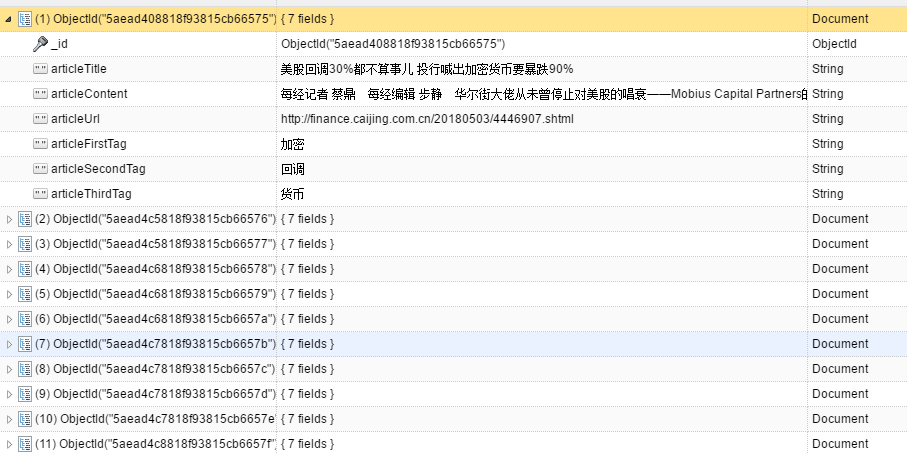 (1) ObjectId("5aead408818f93815cb66575") { 7 fields } Document
_id ObjectId("5aead408818f93815cb66575") ObjectId
articleTitle 美股回调30%都不算事儿 投行喊出加密货币要暴跌90% String
articleContent 每经记者 蔡鼎 每经编辑 步静 华尔街大佬从未曾停止对美股的唱衰——Mobius Capital Partners的 String
articleUrl http://finance.caijing.com.cn/20180503/4446907.shtml String
articleFirstTag 加密 String
articleSecondTag 回调 String
articleThirdTag 货币 String
(2) ObjectId("5aead4c5818f93815cb66576") { 7 fields } Document
(3) ObjectId("5aead4c5818f93815cb66577") { 7 fields } Document
(4) ObjectId("5aead4c6818f93815cb66578") { 7 fields } Document
(5) ObjectId("5aead4c6818f93815cb66579") { 7 fields } Document
(6) ObjectId("5aead4c6818f93815cb6657a") { 7 fields } Document
(7) ObjectId("5aead4c7818f93815cb6657b") { 7 fields } Document
(8) ObjectId("5aead4c7818f93815cb6657c") { 7 fields } Document
(9) ObjectId("5aead4c7818f93815cb6657d") { 7 fields } Document
(10) ObjectId("5aead4c7818f93815cb6657e" { 7 fields } Document
(11) ObjectId("5aead4c8818f93815cb6657f") { 7 fields } Document